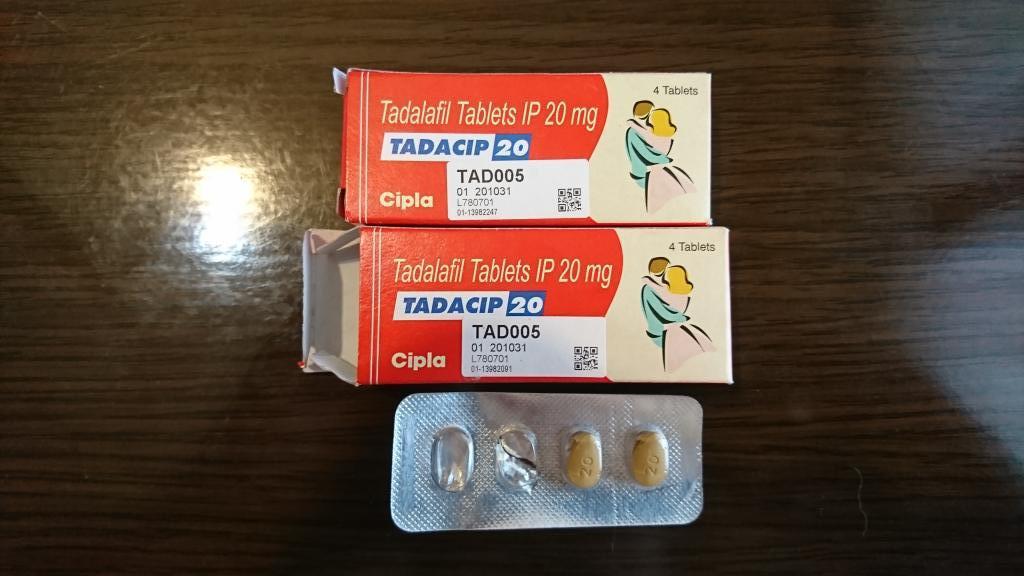 4 Tablets
Tadalafil Tablets IP 20 mg
TADACIP 20
TAD005
01 201031
L780701
01-13982247
Cipla
4 Tablets
Tadalafil Tablets IP 20 mg
TADACIP 20
TAD005
01 201031
L780701
01-13982091
Cipla
20
20